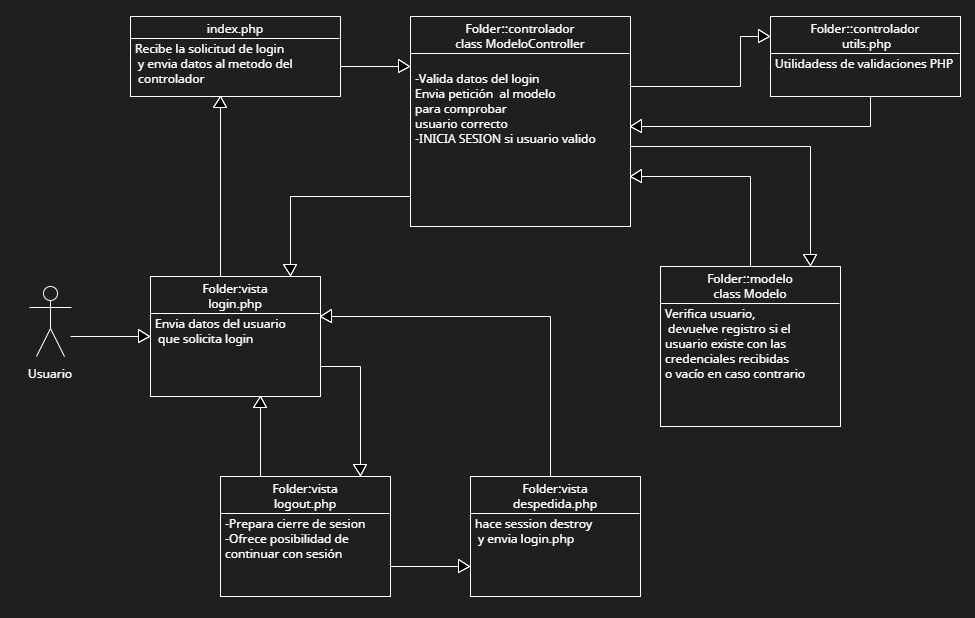 index.php
Recibe la solicitud de login
y envia datos al metodo del
controlador
Folder::controlador
class ModeloController
-Valida datos del login
Envia petición al modelo
para comprobar
usuario correcto
-INICIA SESION si usuario valido
Folder::controlador
utils.php
Utilidadess de validaciones PHP
Folder:vista
login.php
Envia datos del usuario
que solicita login
Usuario
Folder::modelo
class Modelo
Verifica usuario,
devuelve registro si el
usuario existe con las
credenciales recibidas
o vacío en caso contrario
Folder:vista
logout.php
-Prepara cierre de sesion
-Ofrece posibilidad de
continuar con sesión
Folder:vista
despedida.php
hace session destroy
y envia login.php